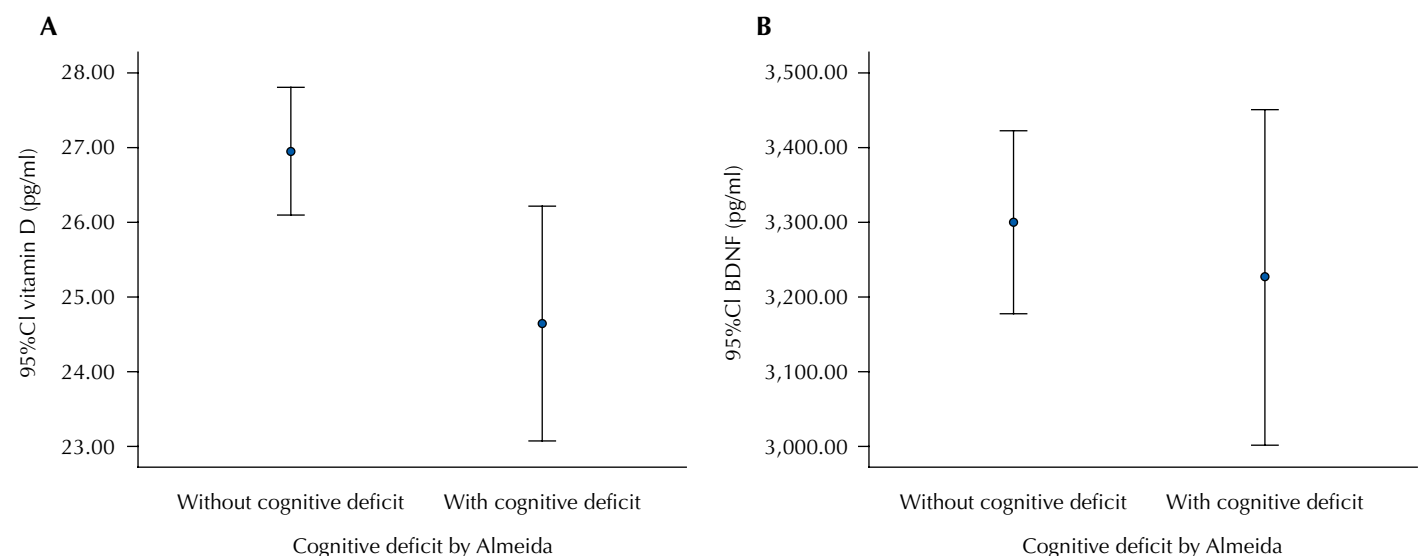 A
95%CI vitamin D (pg/ml)
28.00
27.00
26.00
25.00
24.00
23.00
Without cognitive deficit
With cognitive deficit
Cognitive deficit by Almeida
B
95%CI BDNF (pg/ml)
3,500.00
3,400.00
3,300.00
3,200.00
3,100.00
3,000.00
Without cognitive deficit
With cognitive deficit
Cognitive deficit by Almeida